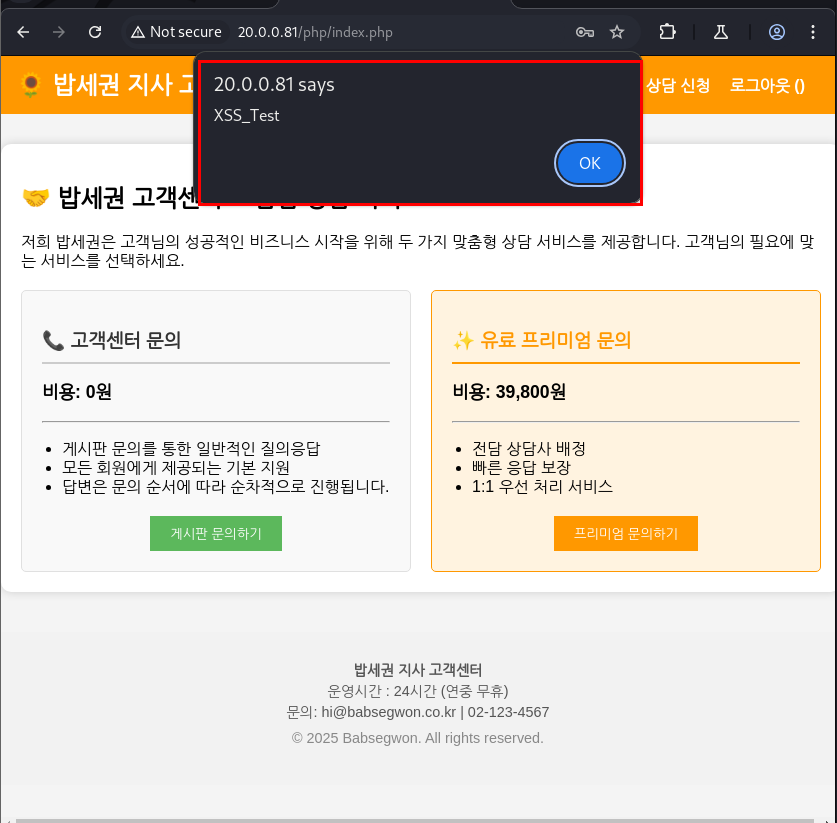 Not secure 20.0.0.81/php/index.php
밥세권 지사 고
상담 신청 로그아웃 ()
20.0.0.81 says
XSS_Test
OK
밥세권 고객센터
저희 밥세권은 고객님의 성공적인 비즈니스 시작을 위해 두 가지 맞춤형 상담 서비스를 제공합니다. 고객님의 필요에 맞
는 서비스를 선택하세요.
고객센터 문의
비용: 0원
게시판 문의를 통한 일반적인 질의응답
모든 회원에게 제공되는 기본 지원
답변은 문의 순서에 따라 순차적으로 진행됩니다.
게시판 문의하기
유료 프리미엄 문의
비용: 39,800원
전담 상담사 배정
빠른 응답 보장
1:1 우선 처리 서비스
프리미엄 문의하기
밥세권 지사 고객센터
운영시간 : 24시간 (연중 무휴)
문의: hi@babsegwon.co.kr | 02-123-4567
© 2025 Babsegwon. All rights reserved.